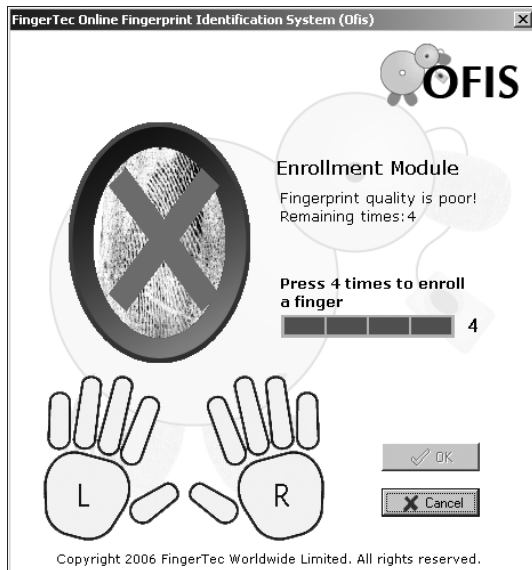 FingerTec Online Fingerprint Identification System (Ofis)
OFIS
Enrollment Module
Fingerprint quality is poor!
Remaining times:4
Press 4 times to enroll
a finger
4
L
R
OK
Cancel
Copyright 2006 FingerTec Worldwide Limited. All rights reserved.